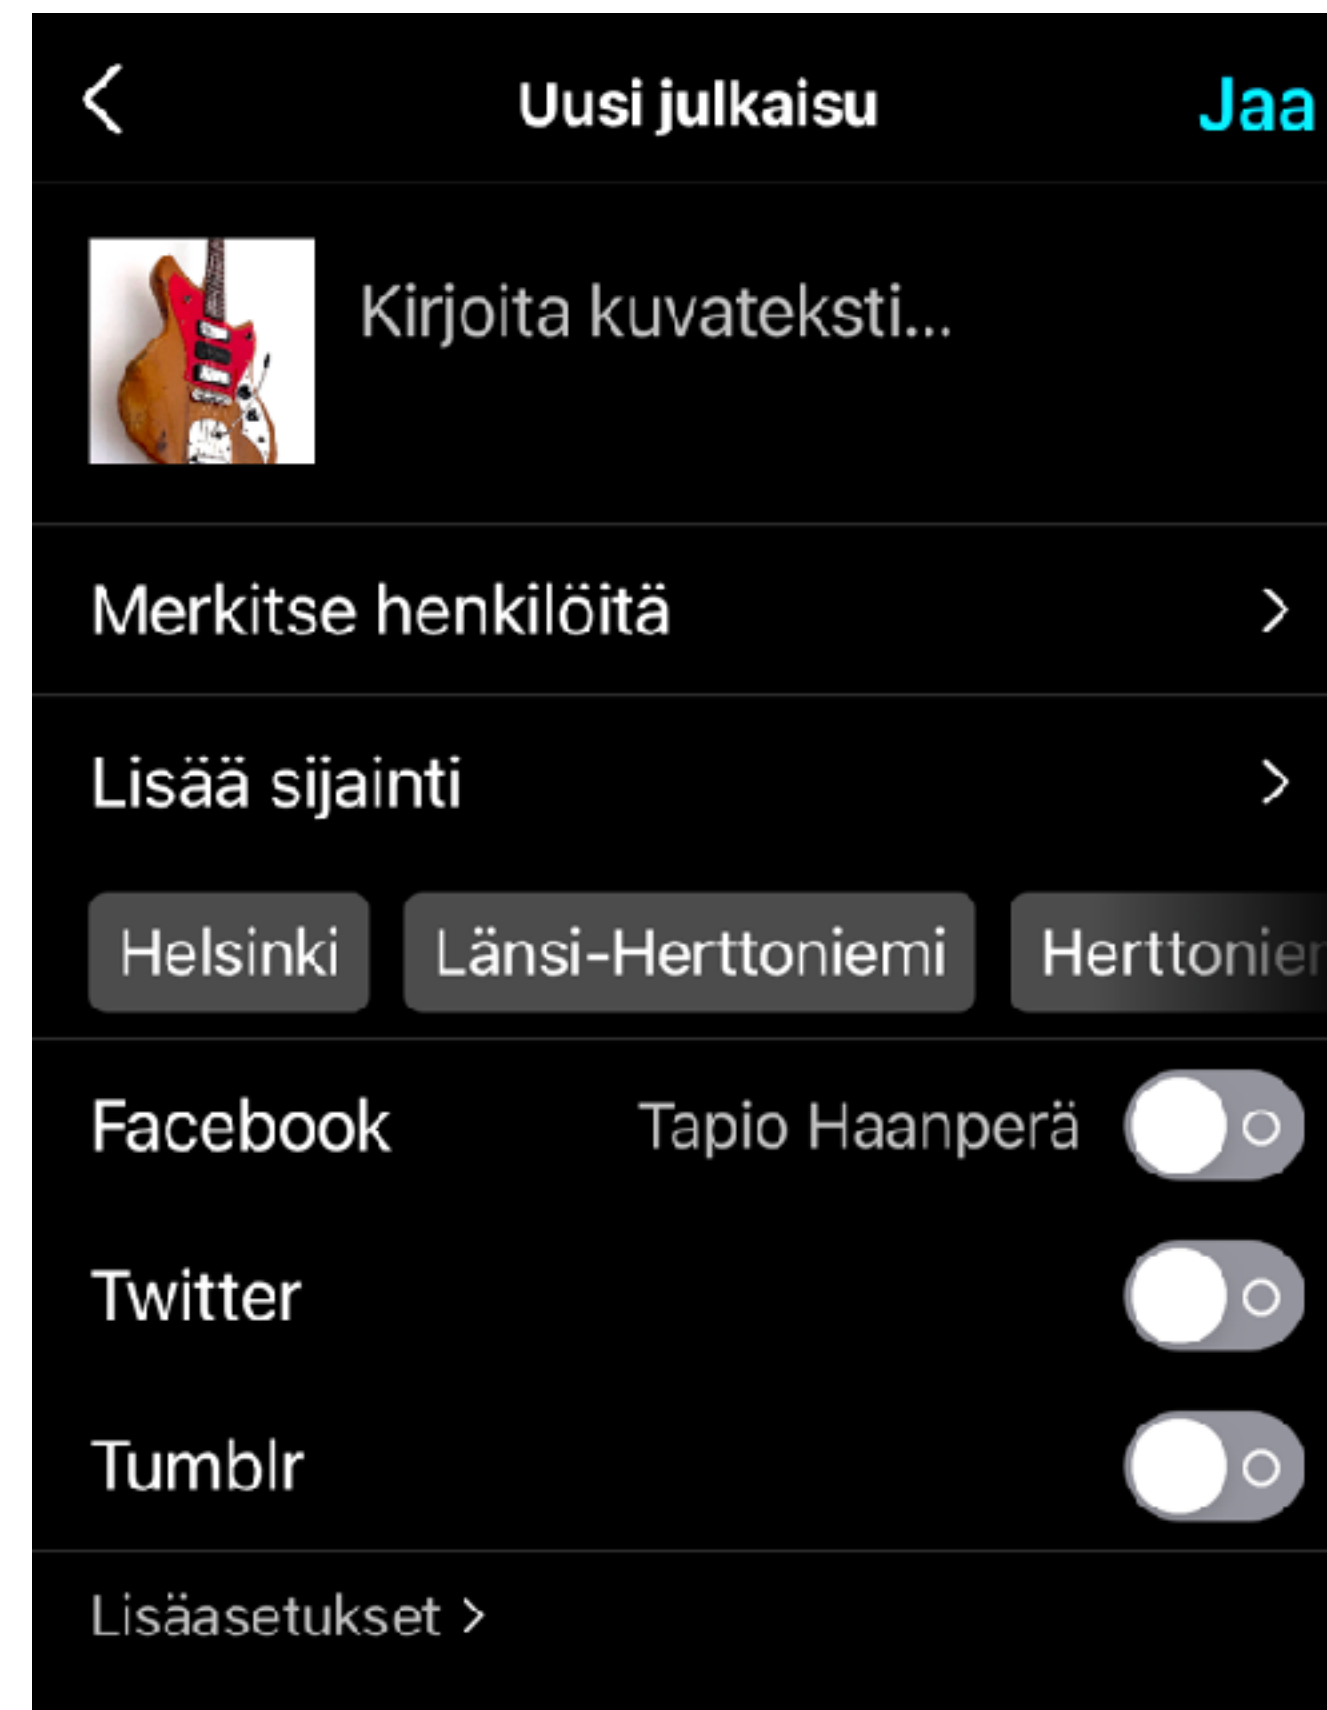 Uusi julkaisu Jaa
Kirjoita kuvateksti...
Merkitse henkilöitä
Lisää sijainti
Helsinki Länsi-Herttoniemi
Facebook Tapio Haanperä
Twitter
Tumblr
Lisäasetukset >